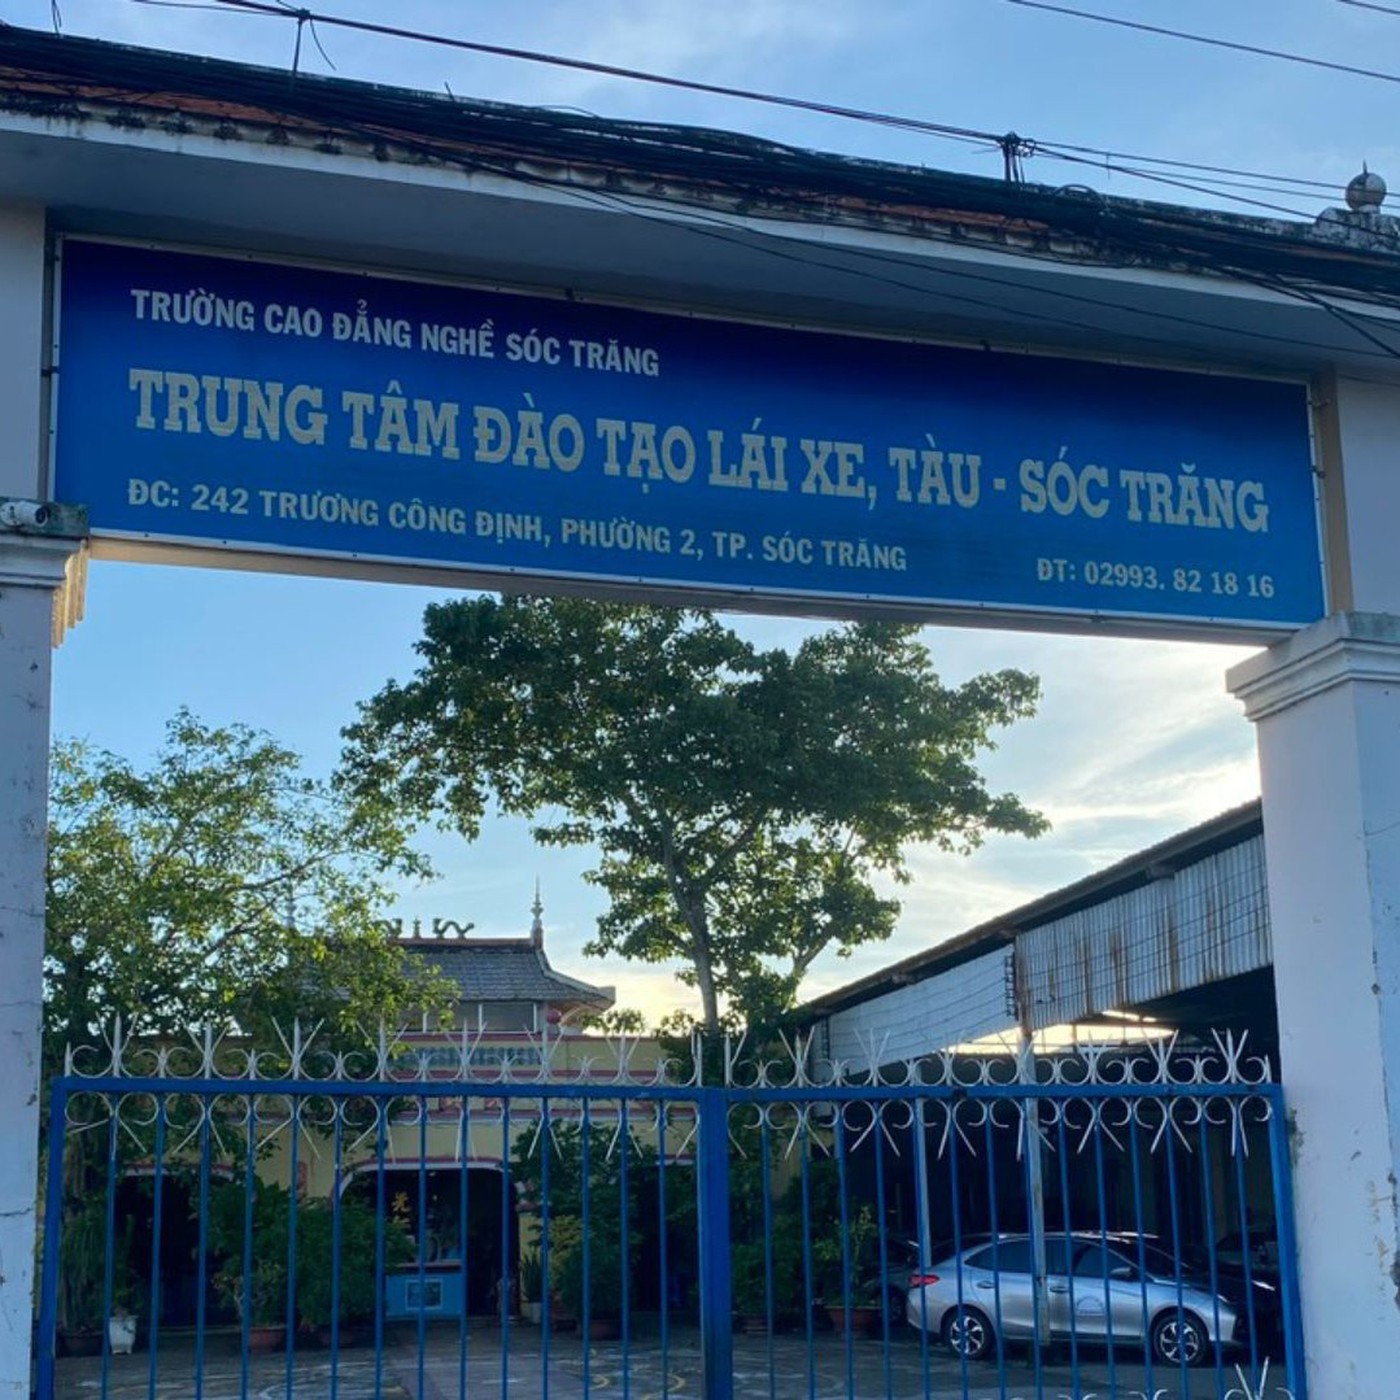 TRƯỜNG CAO ĐẲNG NGHỀ SÓC TRĂNG
TRUNG TÂM ĐÀO TẠO LÁI XE, TÀU - SÓC TRĂNG
ĐC: 242 TRƯƠNG CÔNG ĐỊNH, PHƯỜNG 2, TP. SÓC TRĂNG
ĐT: 02993. 82 18 16